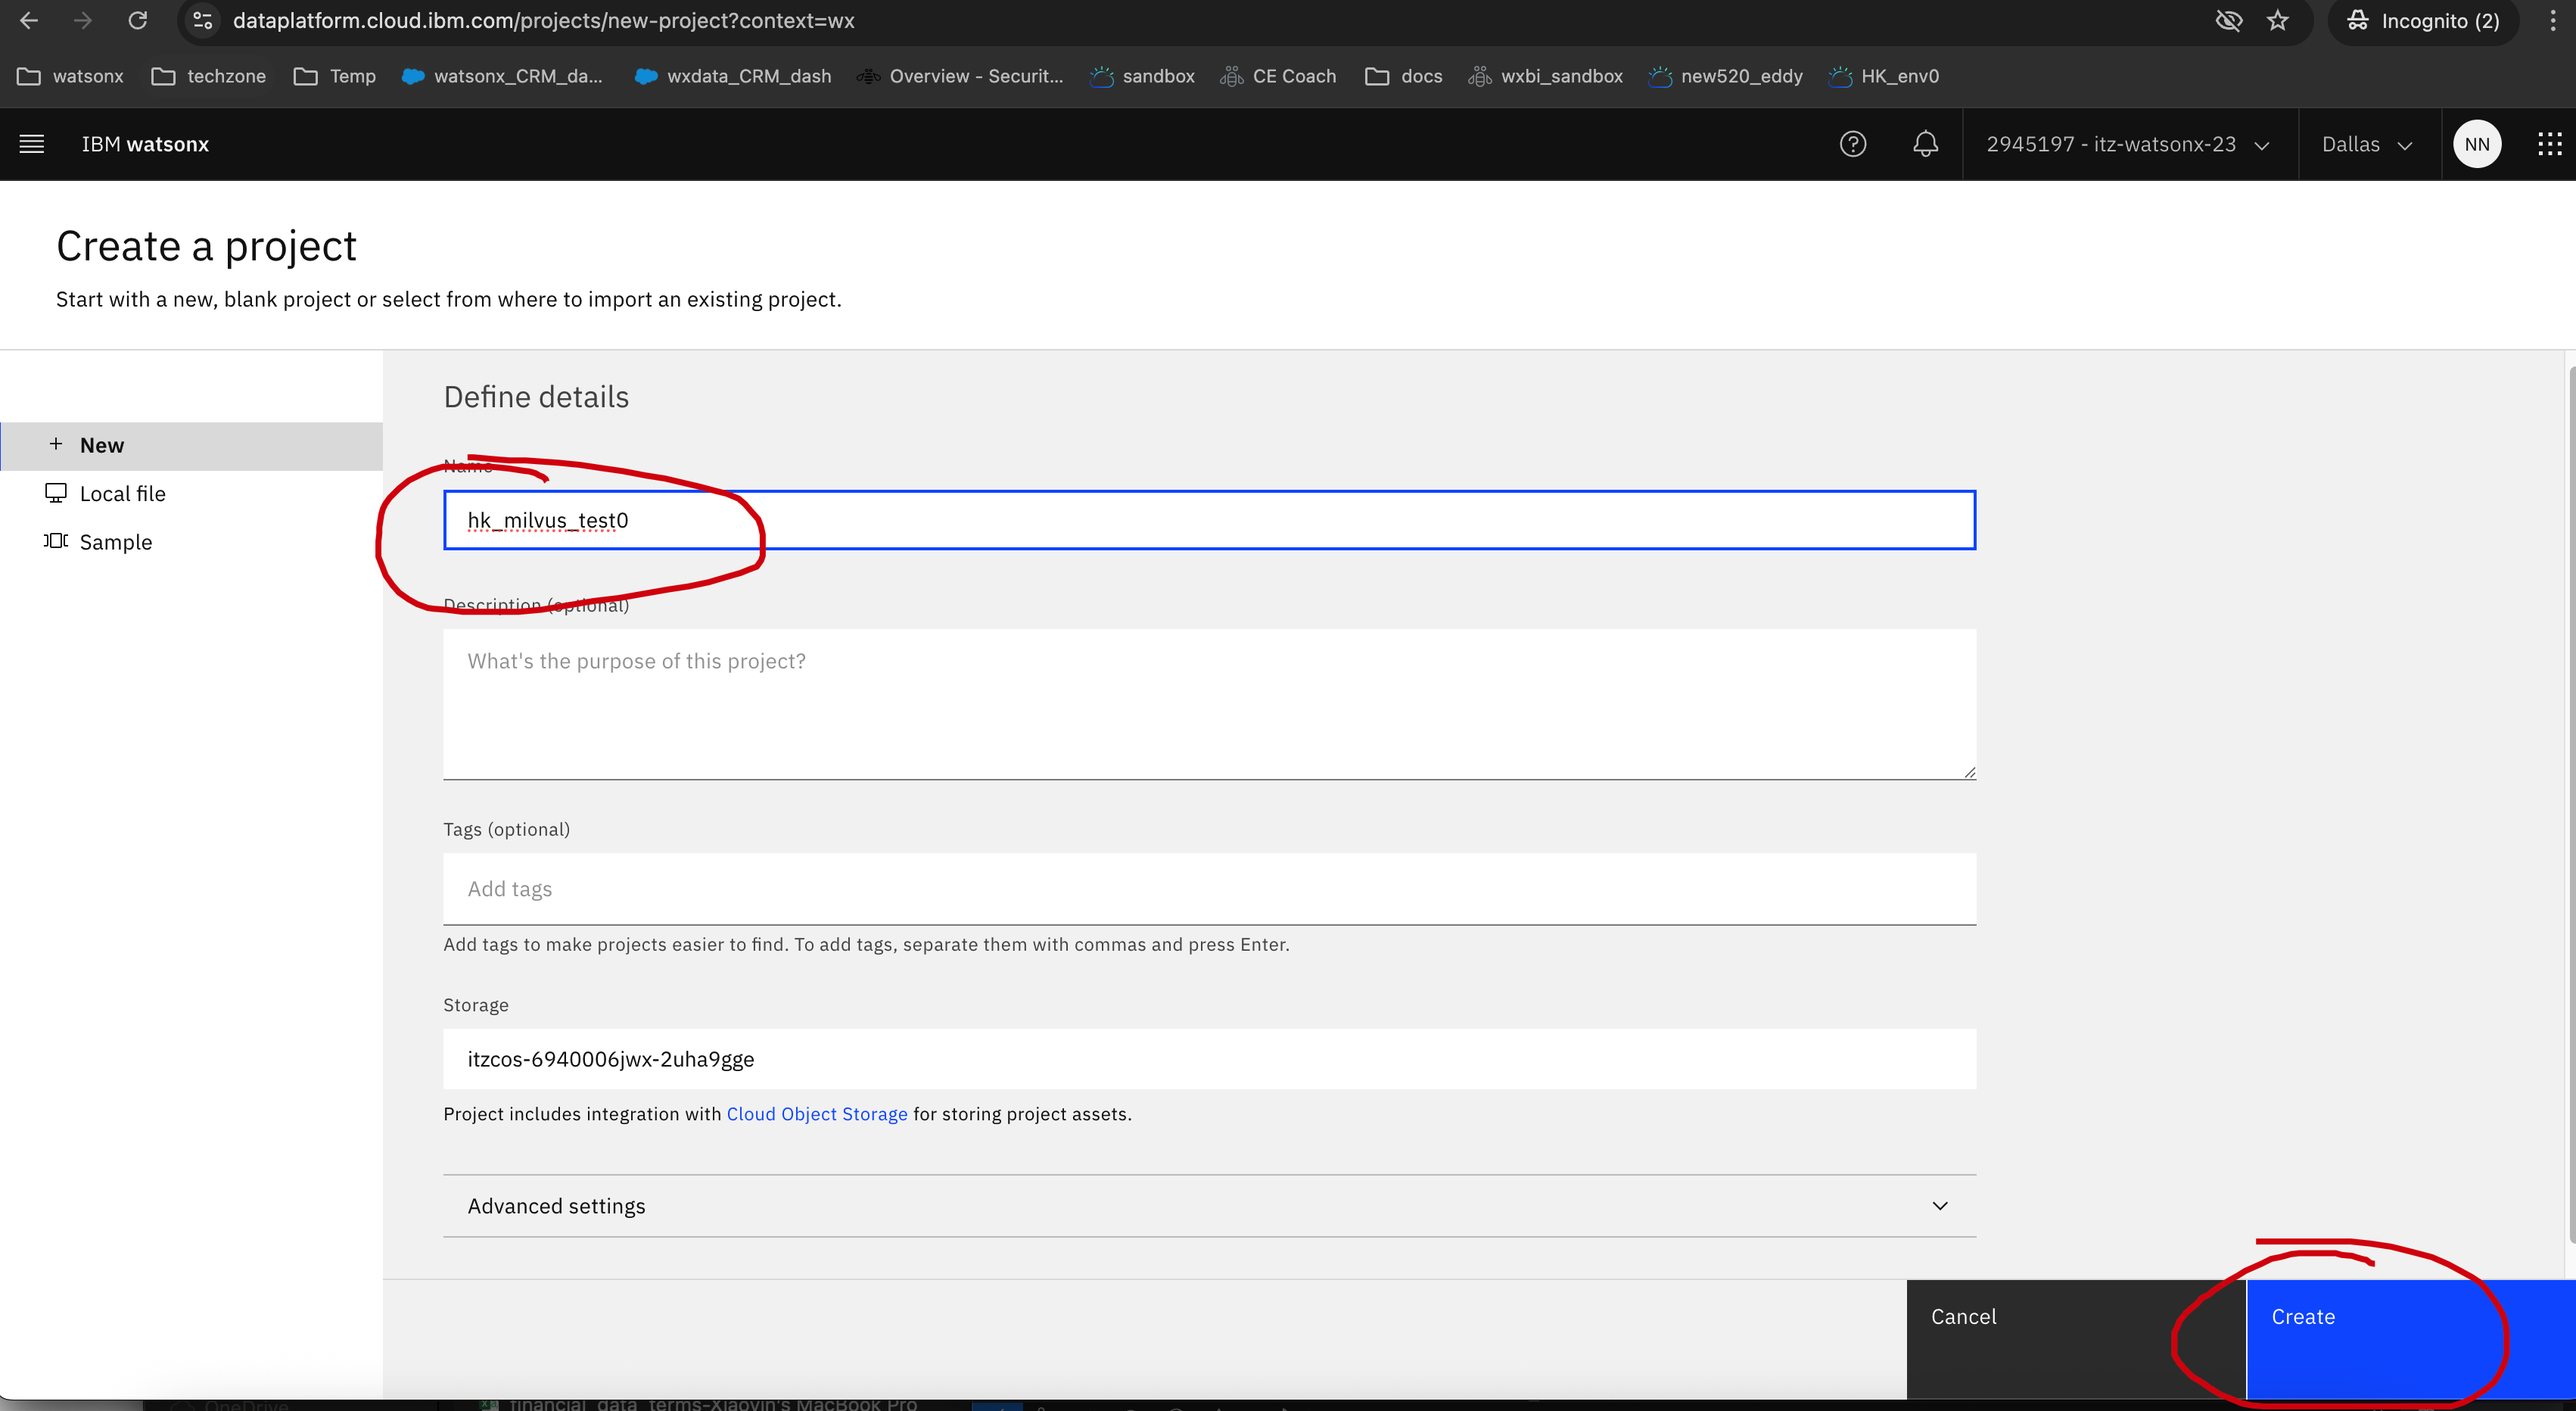 dataplatform.cloud.ibm.com/projects/new-project?context=wx
Incognito (2)
watsonx techzone Temp watsonx_CRM_da... wxdata_CRM_dash Overview - Securit... sandbox CE Coach docs wxbi_sandbox new520_eddy HK_env0
IBM watsonx
2945197 - itz-watsonx-23 Dallas NN
Create a project
Start with a new, blank project or select from where to import an existing project.
New
Local file
Sample
Define details
Name
hk_milvus_test0
Description (optional)
What's the purpose of this project?
Tags (optional)
Add tags
Add tags to make projects easier to find. To add tags, separate them with commas and press Enter.
Storage
itzcos-6940006jwx-2uha9gge
Project includes integration with Cloud Object Storage for storing project assets.
Advanced settings
Cancel
Create
OneDrive
financial_data_terms-Xiaoyin's MacBook Pro